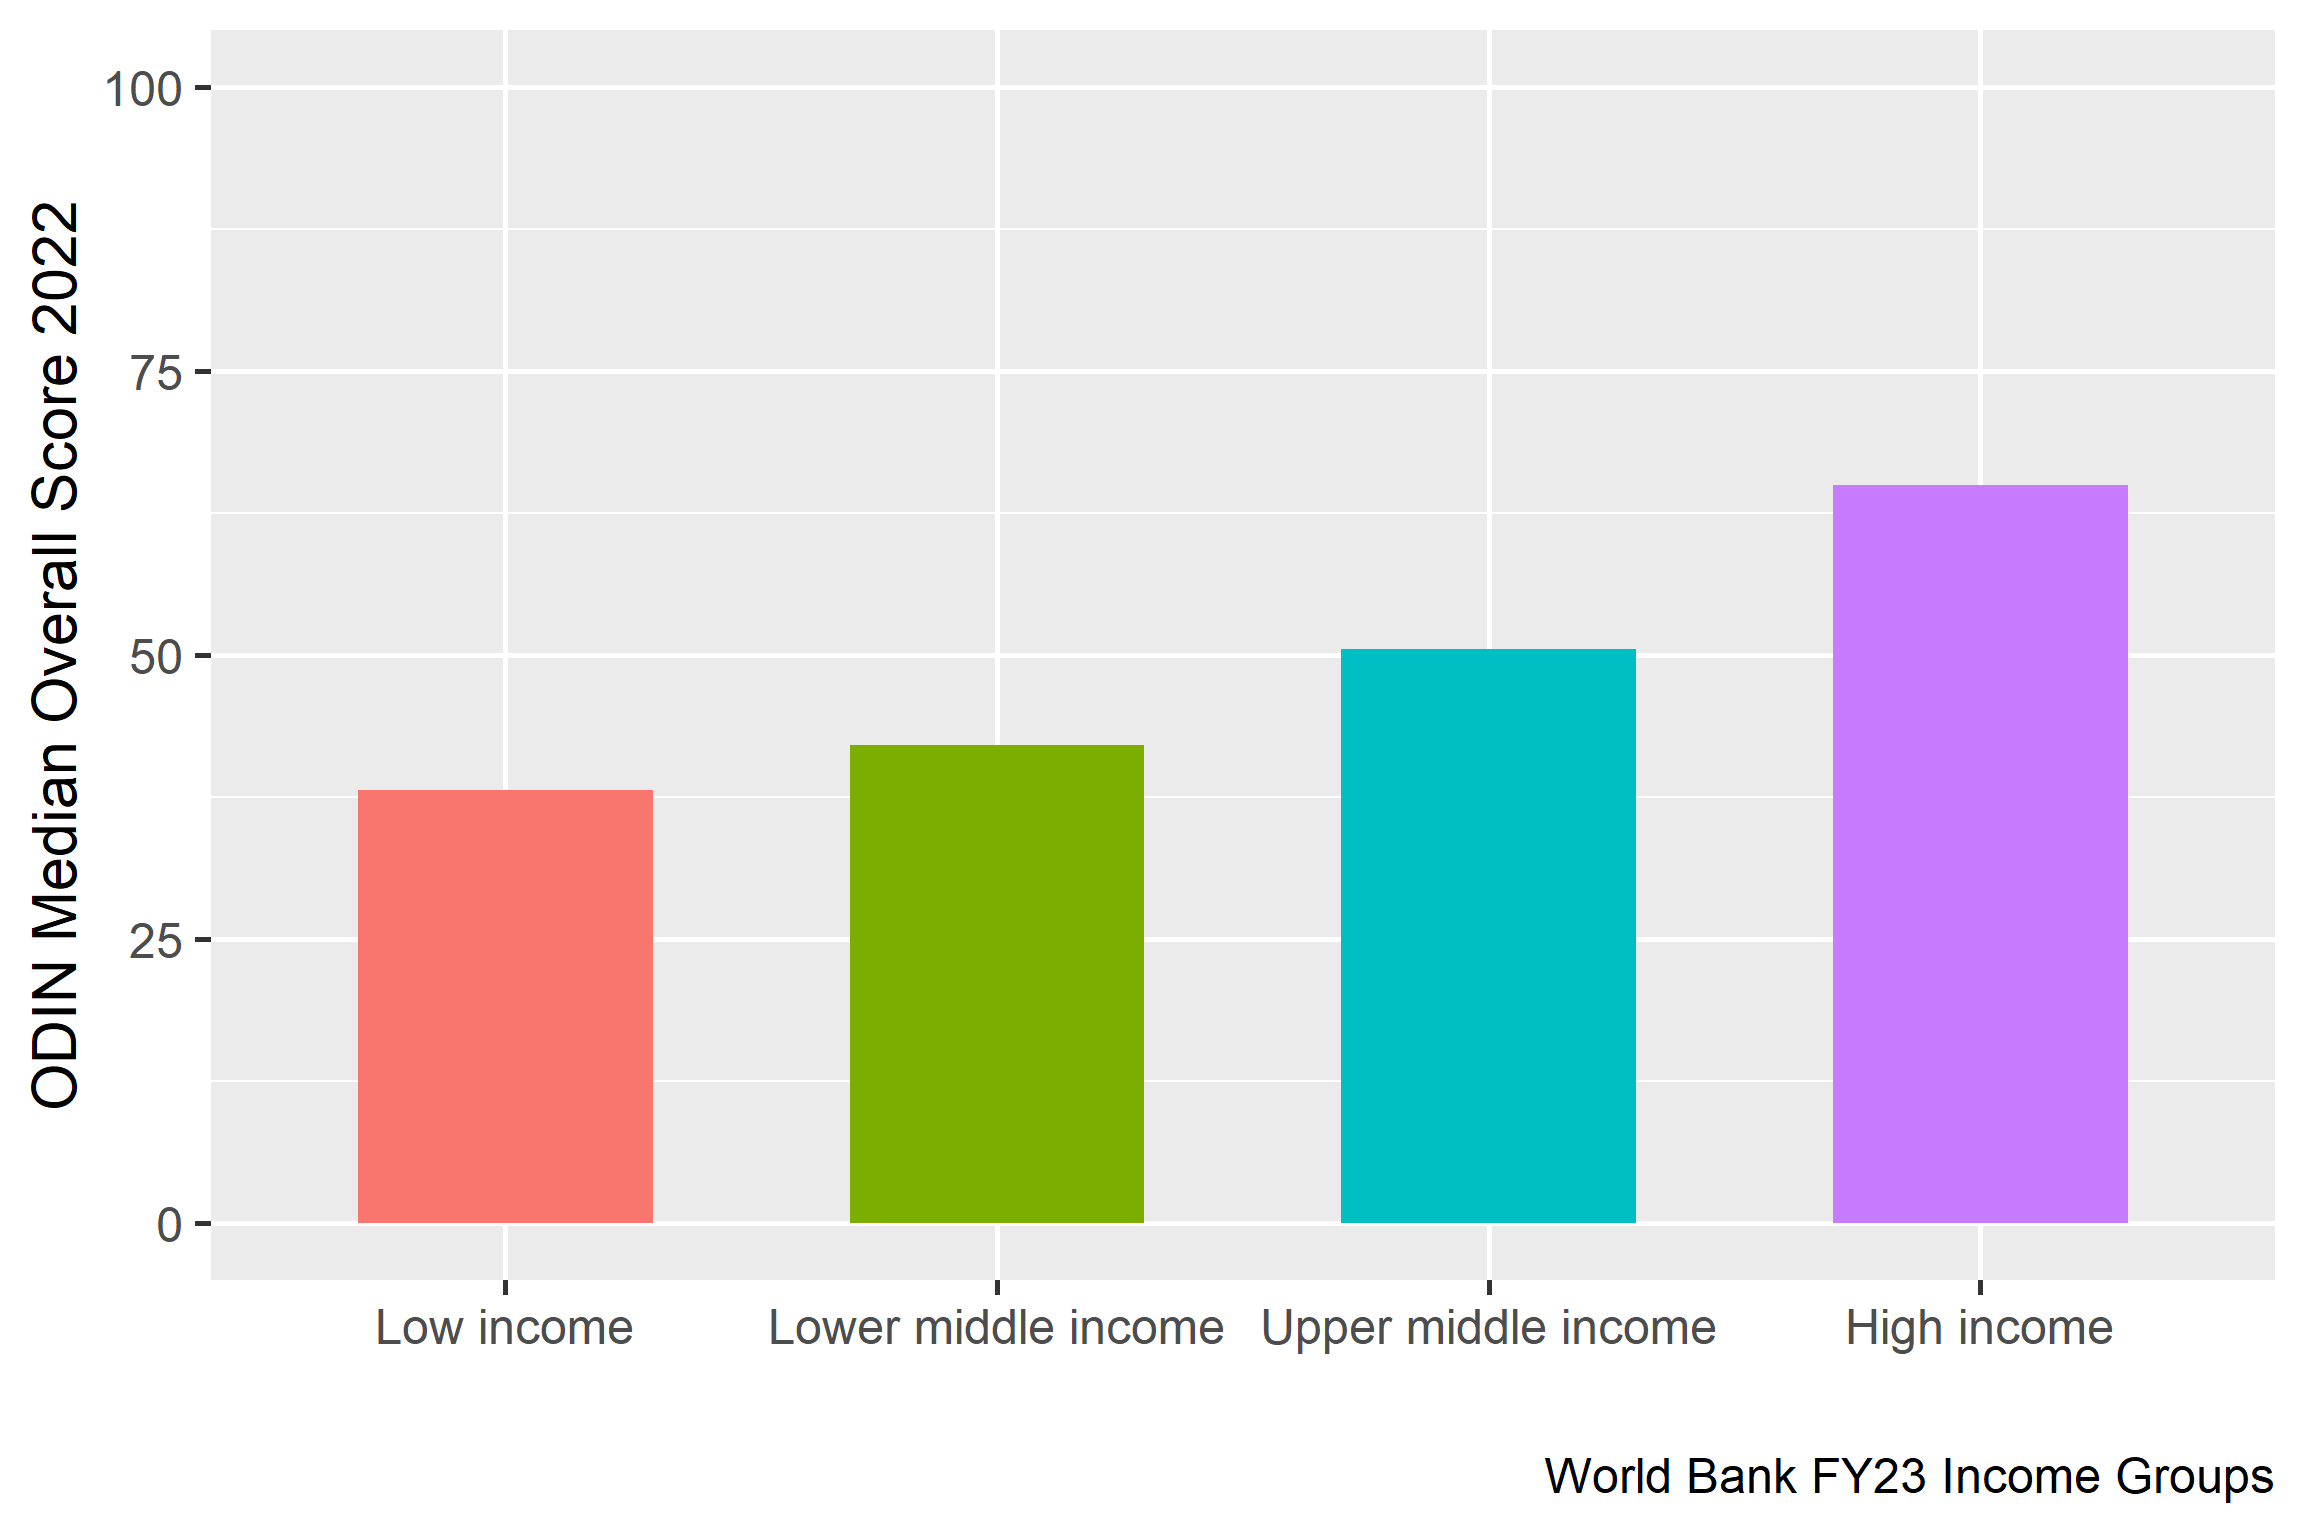 ODIN Median Overall Score 2022
100
75
50
25
0
Low income
Lower middle income
Upper middle income
High income
World Bank FY23 Income Groups